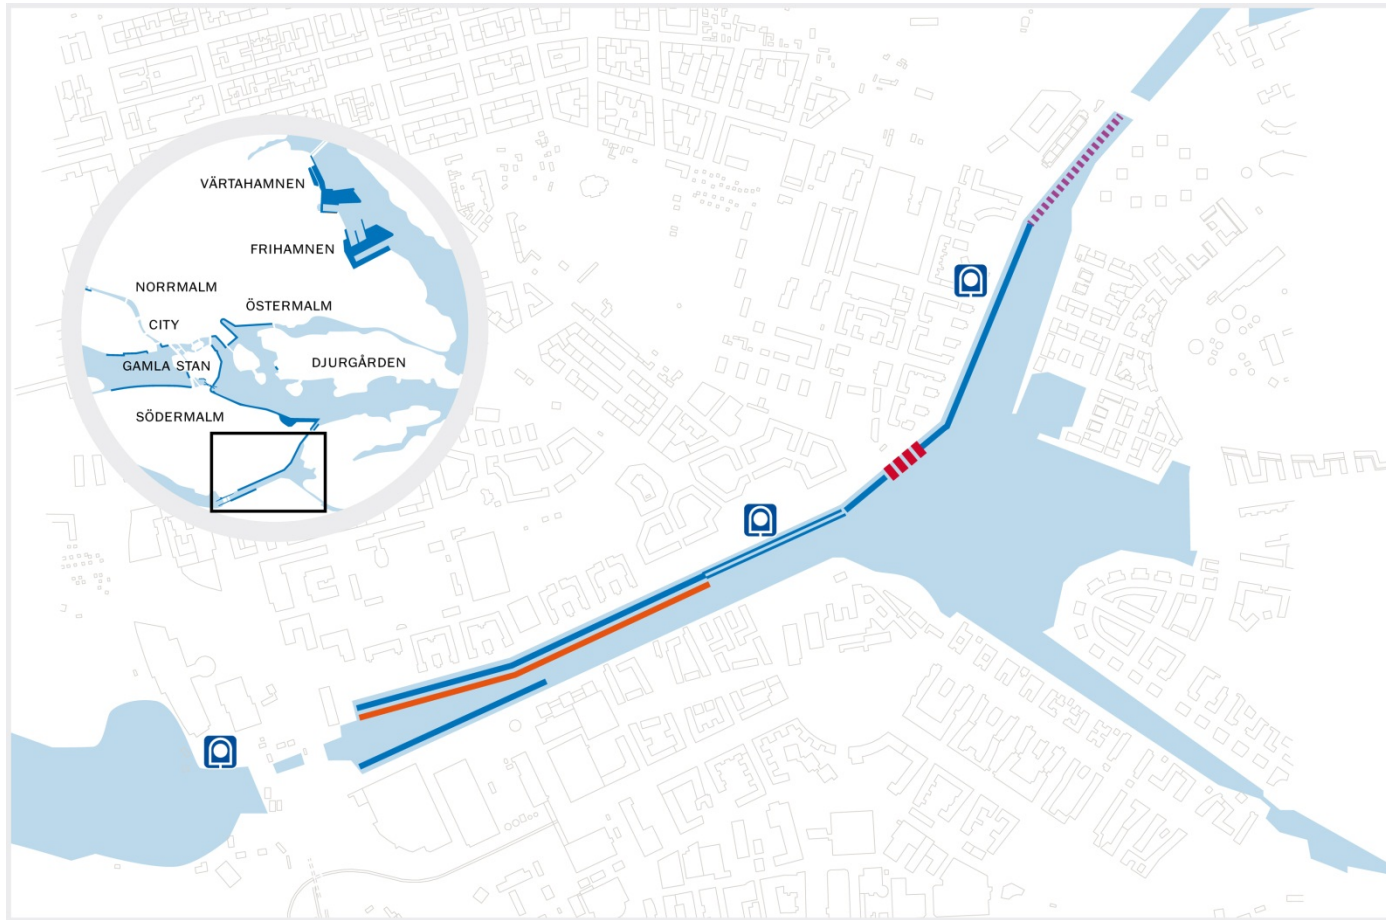 VÄRTAHAMNEN
FRIHAMNEN
NORRMALM
ÖSTERMALM
CITY
GAMLA STAN
DJURGÅRDEN
SÖDERMALM